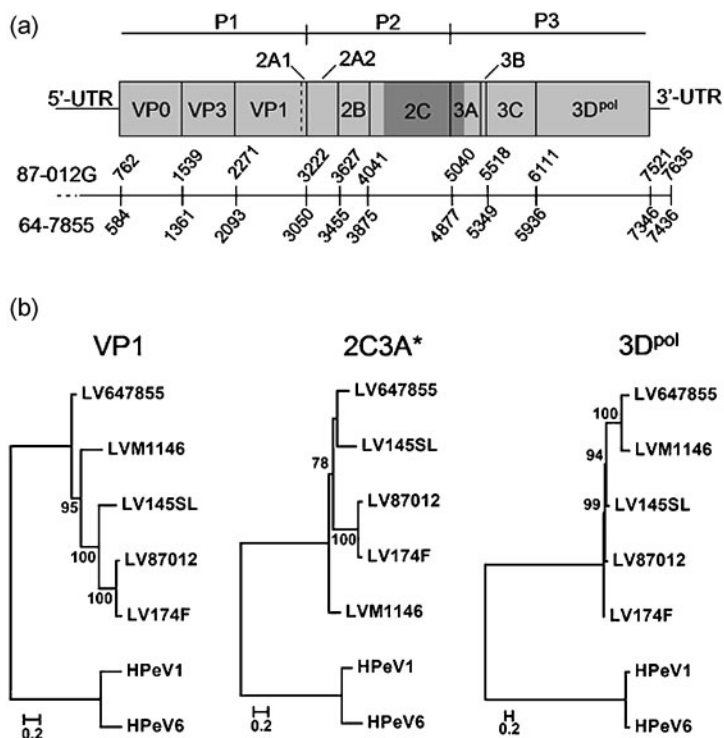 (a)
P1 P2 P3
2A1 2A2 3B
5'-UTR VP0 VP3 VP1 2B 2C 3A 3C 3Dpol 3'-UTR
87-012G 762 1539 2271 3222 3627 4041 5040 5518 6111 7521 7635
64-7855 584 1361 2093 3050 3455 3875 4877 5349 5936 7346 7436
(b)
VP1
LV647855
LVM1146
95
LV145SL
100
LV87012
100
LV174F
HPeV1
0.2
HPeV6
2C3A*
LV647855
78
LV145SL
LV87012
100
LV174F
LVM1146
HPeV1
0.2
HPeV6
3Dpol
LV647855
100
LVM1146
94
99
LV145SL
LV87012
LV174F
HPeV1
0.2
HPeV6